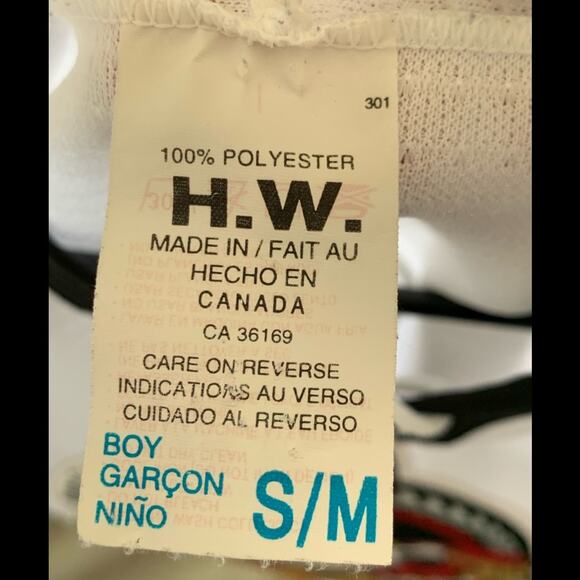 301
100% POLYESTER
H.W.
MADE IN / FAIT AU
HECHO EN
CANADA
CA 36169
CARE ON REVERSE
INDICATIONS AU VERSO
CUIDADO AL REVERSO
BOY
GARÇON
NIÑO
S/M